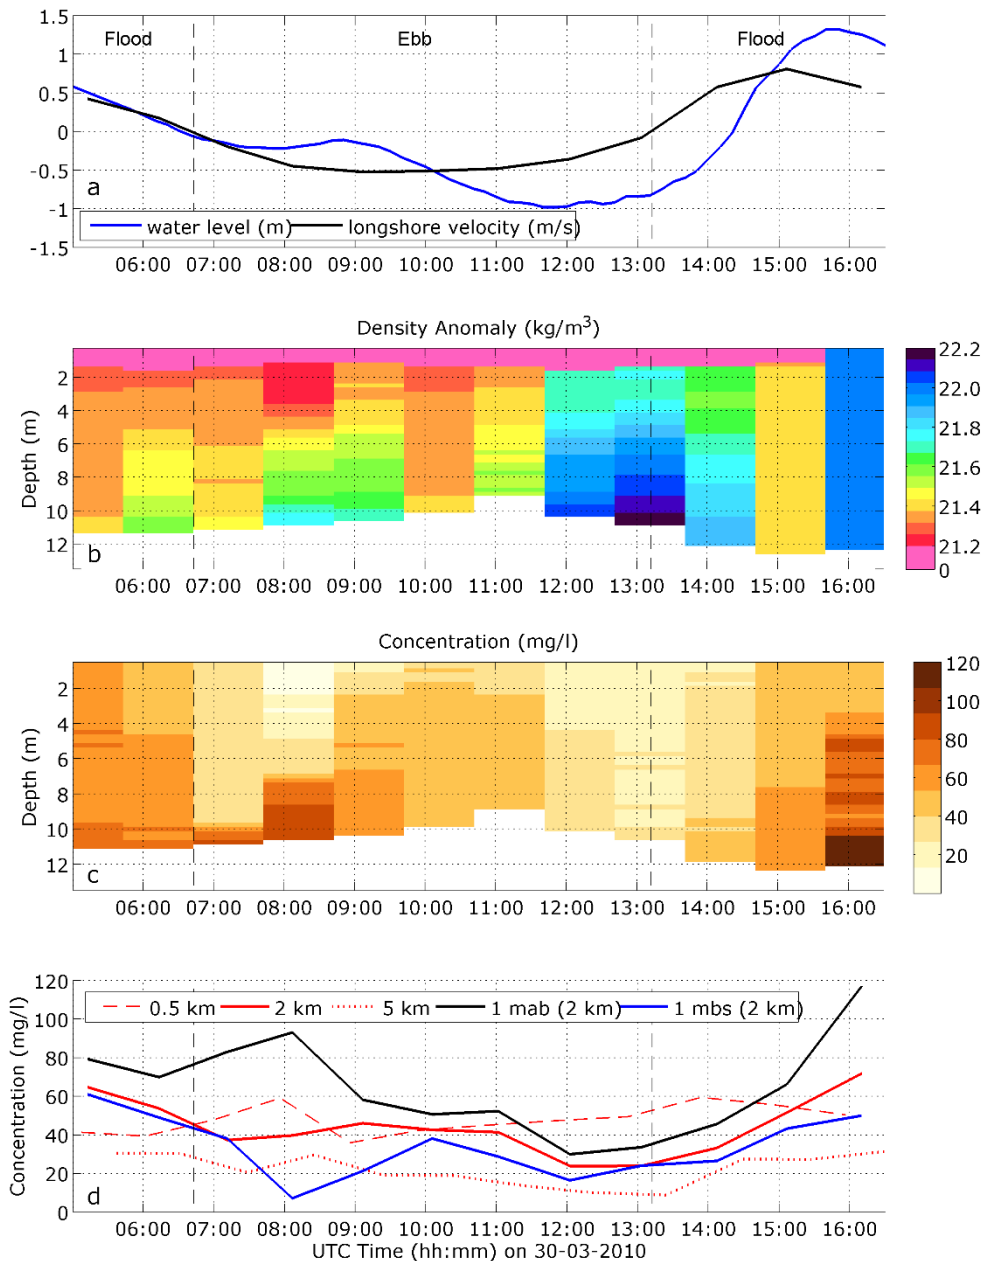 1.5
1
0.5
0
-0.5
-1
-1.5
Flood
Ebb
Flood
a
water level (m)
longshore velocity (m/s)
06:00 07:00 08:00 09:00 10:00 11:00 12:00 13:00 14:00 15:00 16:00
Density Anomaly (kg/m³)
Depth (m)
2
4
6
8
10
12
b
22.2
22.0
21.8
21.6
21.4
21.2
0
06:00 07:00 08:00 09:00 10:00 11:00 12:00 13:00 14:00 15:00 16:00
Concentration (mg/l)
Depth (m)
2
4
6
8
10
12
c
120
100
80
60
40
20
06:00 07:00 08:00 09:00 10:00 11:00 12:00 13:00 14:00 15:00 16:00
Concentration (mg/l)
120
100
80
60
40
20
0
0.5 km 2 km 5 km 1 mab (2 km) 1 mbs (2 km)
d
06:00 07:00 08:00 09:00 10:00 11:00 12:00 13:00 14:00 15:00 16:00
UTC Time (hh:mm) on 30-03-2010